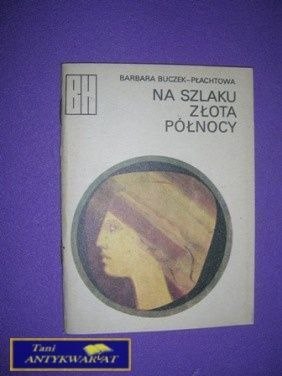 BH
BARBARA BUCZEK-PŁACHTOWA
NA SZLAKU
ZŁOTA
PÓŁNOCY
Tani
ANTYKWARIAT